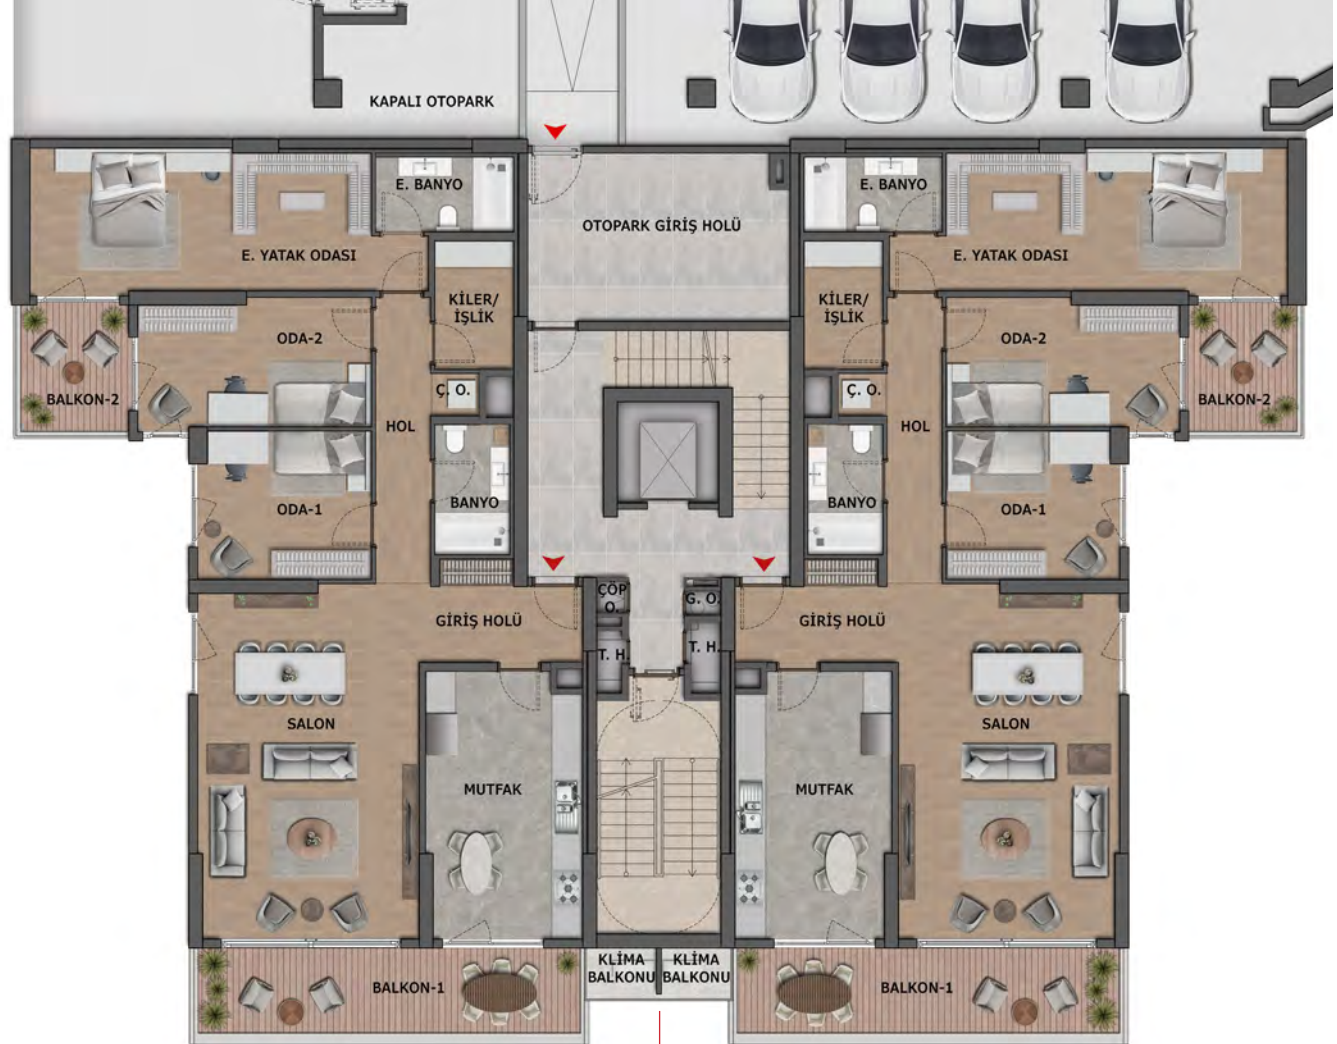 KAPALI OTOPARK
E. BANYO
E. BANYO
OTOPARK GİRİŞ HOLÜ
E. YATAK ODASI
E. YATAK ODASI
KİLER/
İŞLİK
KİLER/
İŞLİK
ODA-2
ODA-2
Ç. O.
Ç. O.
BALKON-2
BALKON-2
HOL
HOL
BANYO
BANYO
ODA-1
ODA-1
ÇÖP
O.
G. O.
GİRİŞ HOLÜ
GİRİŞ HOLÜ
T. H.
T. H.
SALON
SALON
MUTFAK
MUTFAK
KLİMA
BALKONU
KLİMA
BALKONU
BALKON-1
BALKON-1